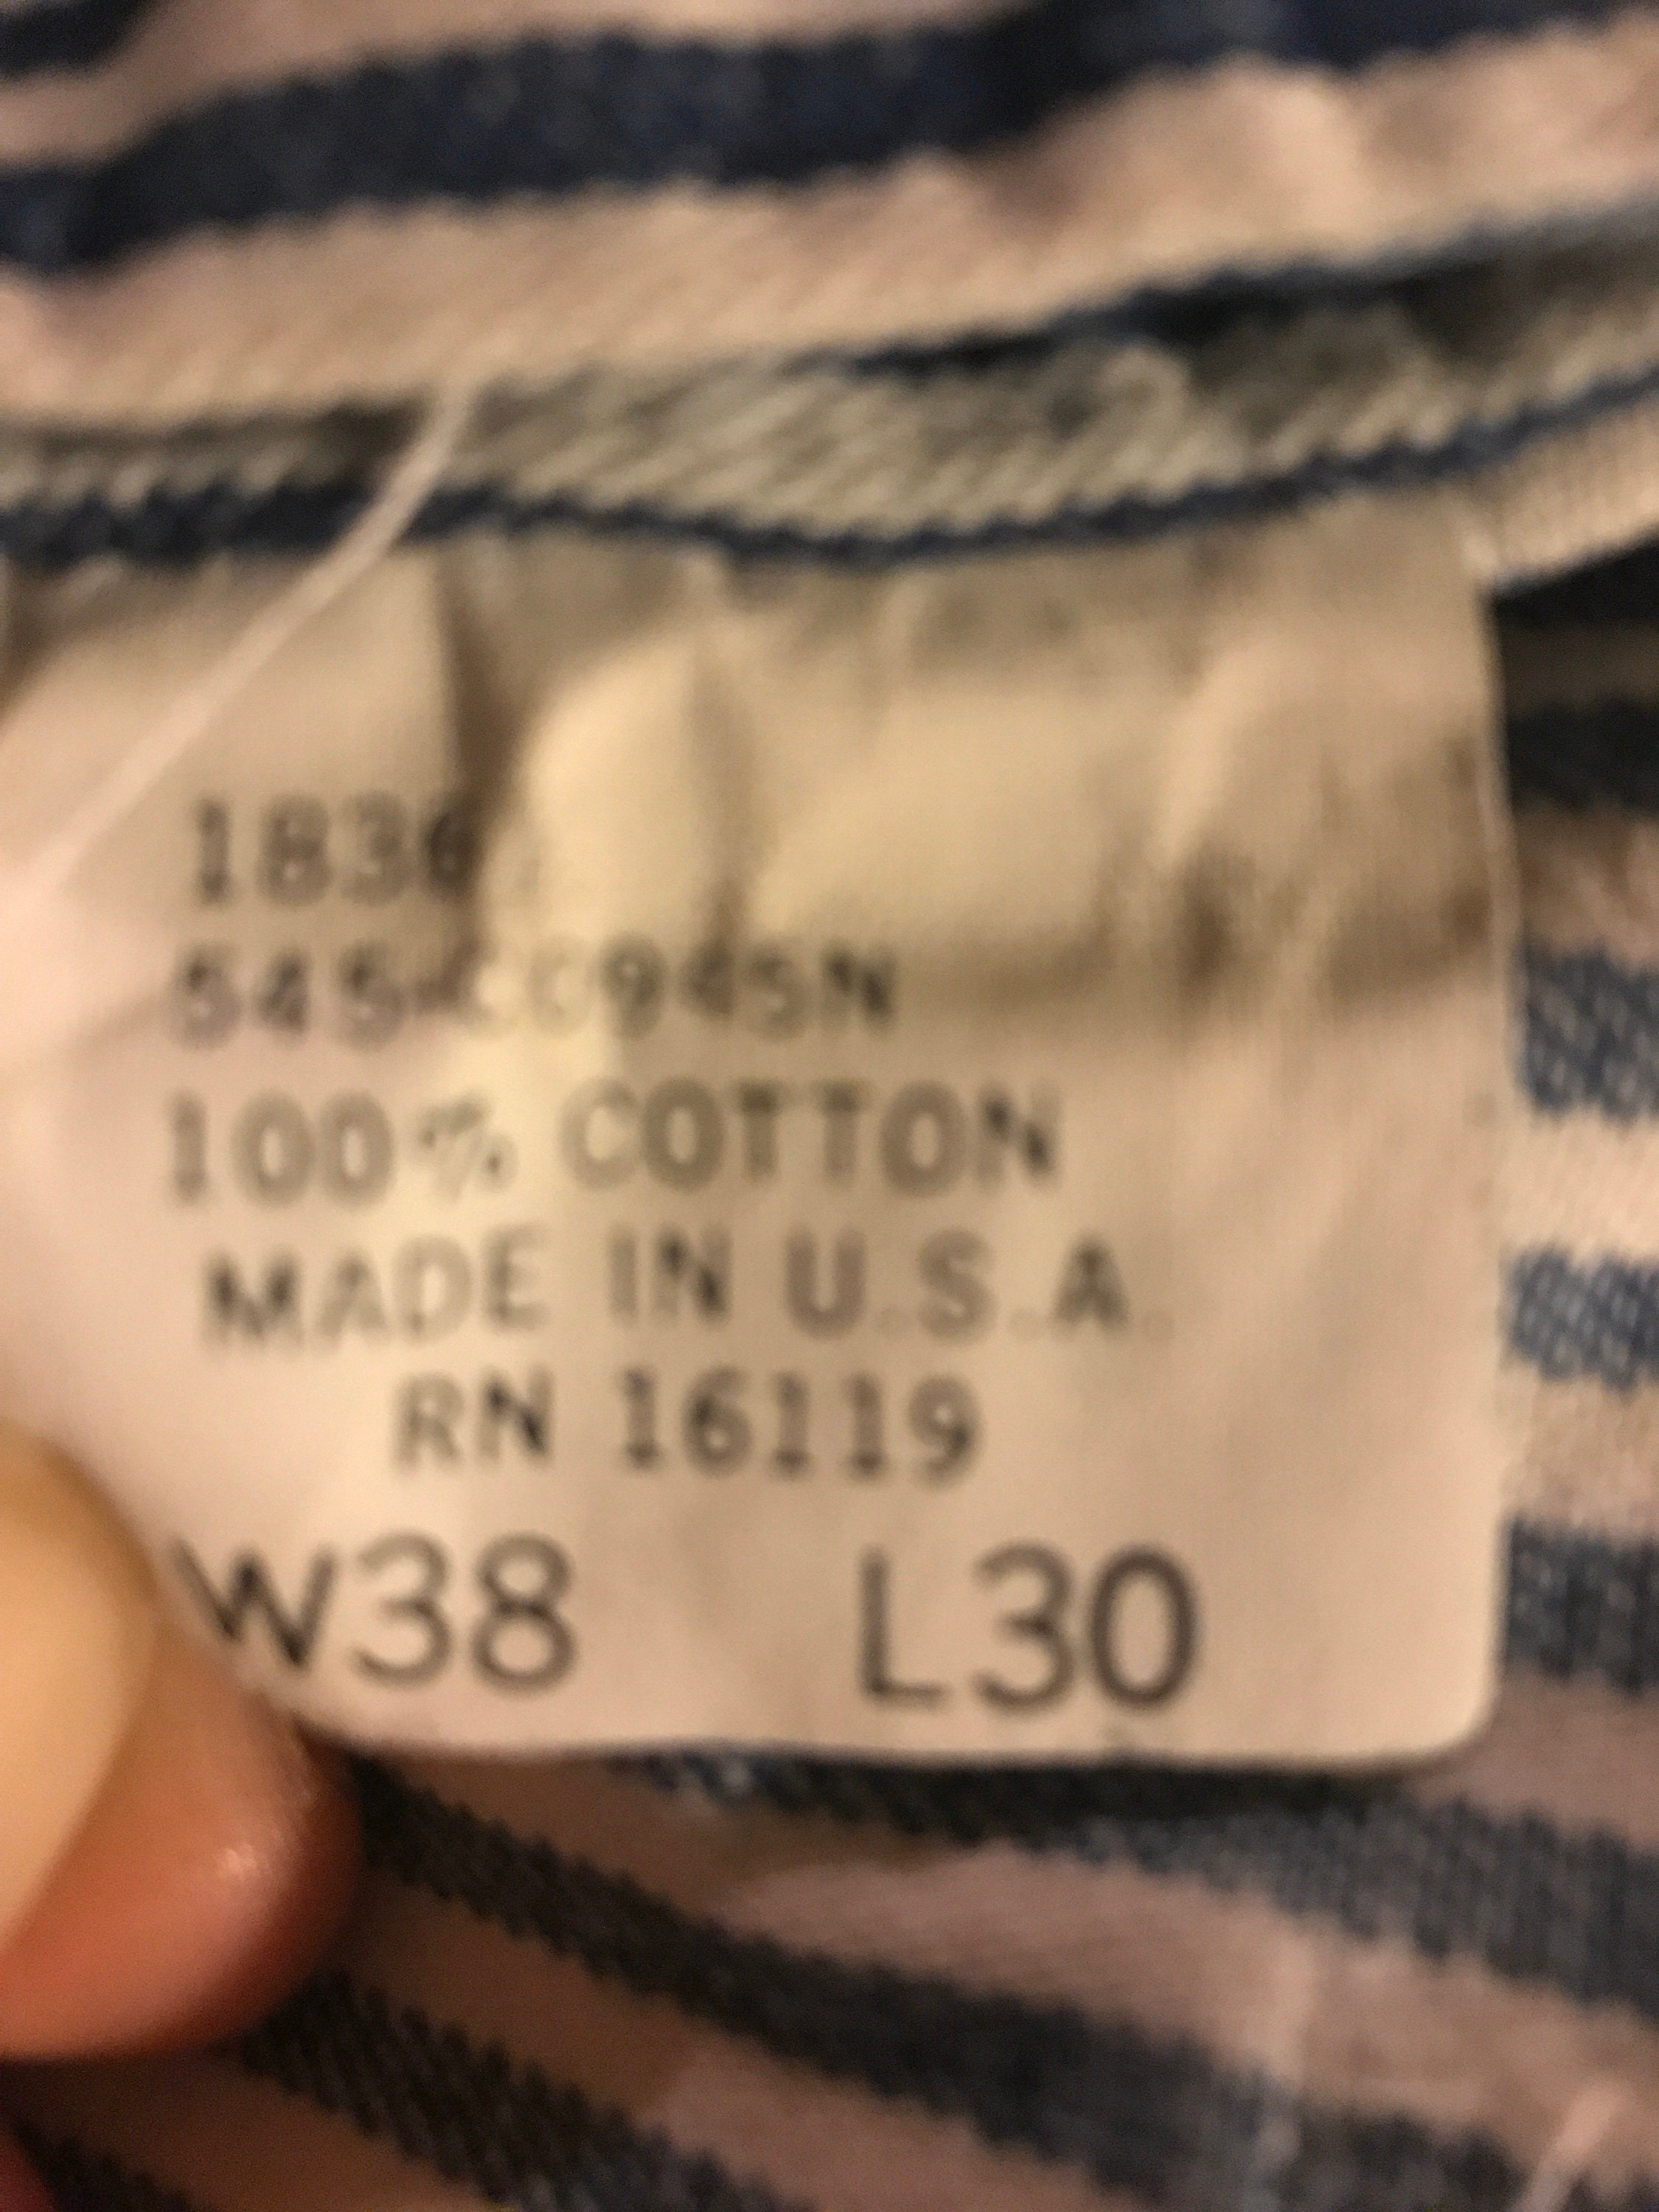 100% COTTON
MADE IN U.S.A.
RN 16119
W38 L30